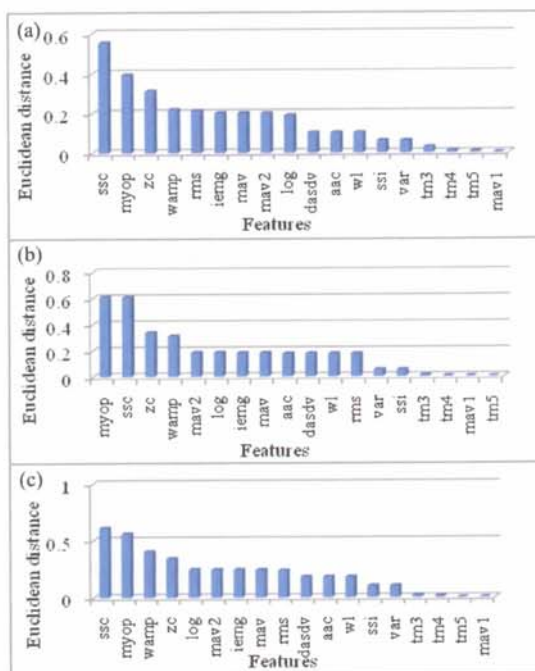 (a)
Euclidean distance
0.6
0.4
0.2
0
ssc myop zc wamp rms iemg mav mav2 log dasdv aac wl ssi var tm3 tm4 tm5 mav1
Features
(b)
Euclidean distance
0.8
0.6
0.4
0.2
0
myop ssc zc wamp mav2 log iemg mav aac dasdv wl rms var ssi tm3 tm4 mav1 tm5
Features
(c)
Euclidean distance
1
0.5
0
ssc myop wamp zc log mav2 iemg mav rms dasdv aac wl ssi var tm3 tm4 tm5 mav1
Features